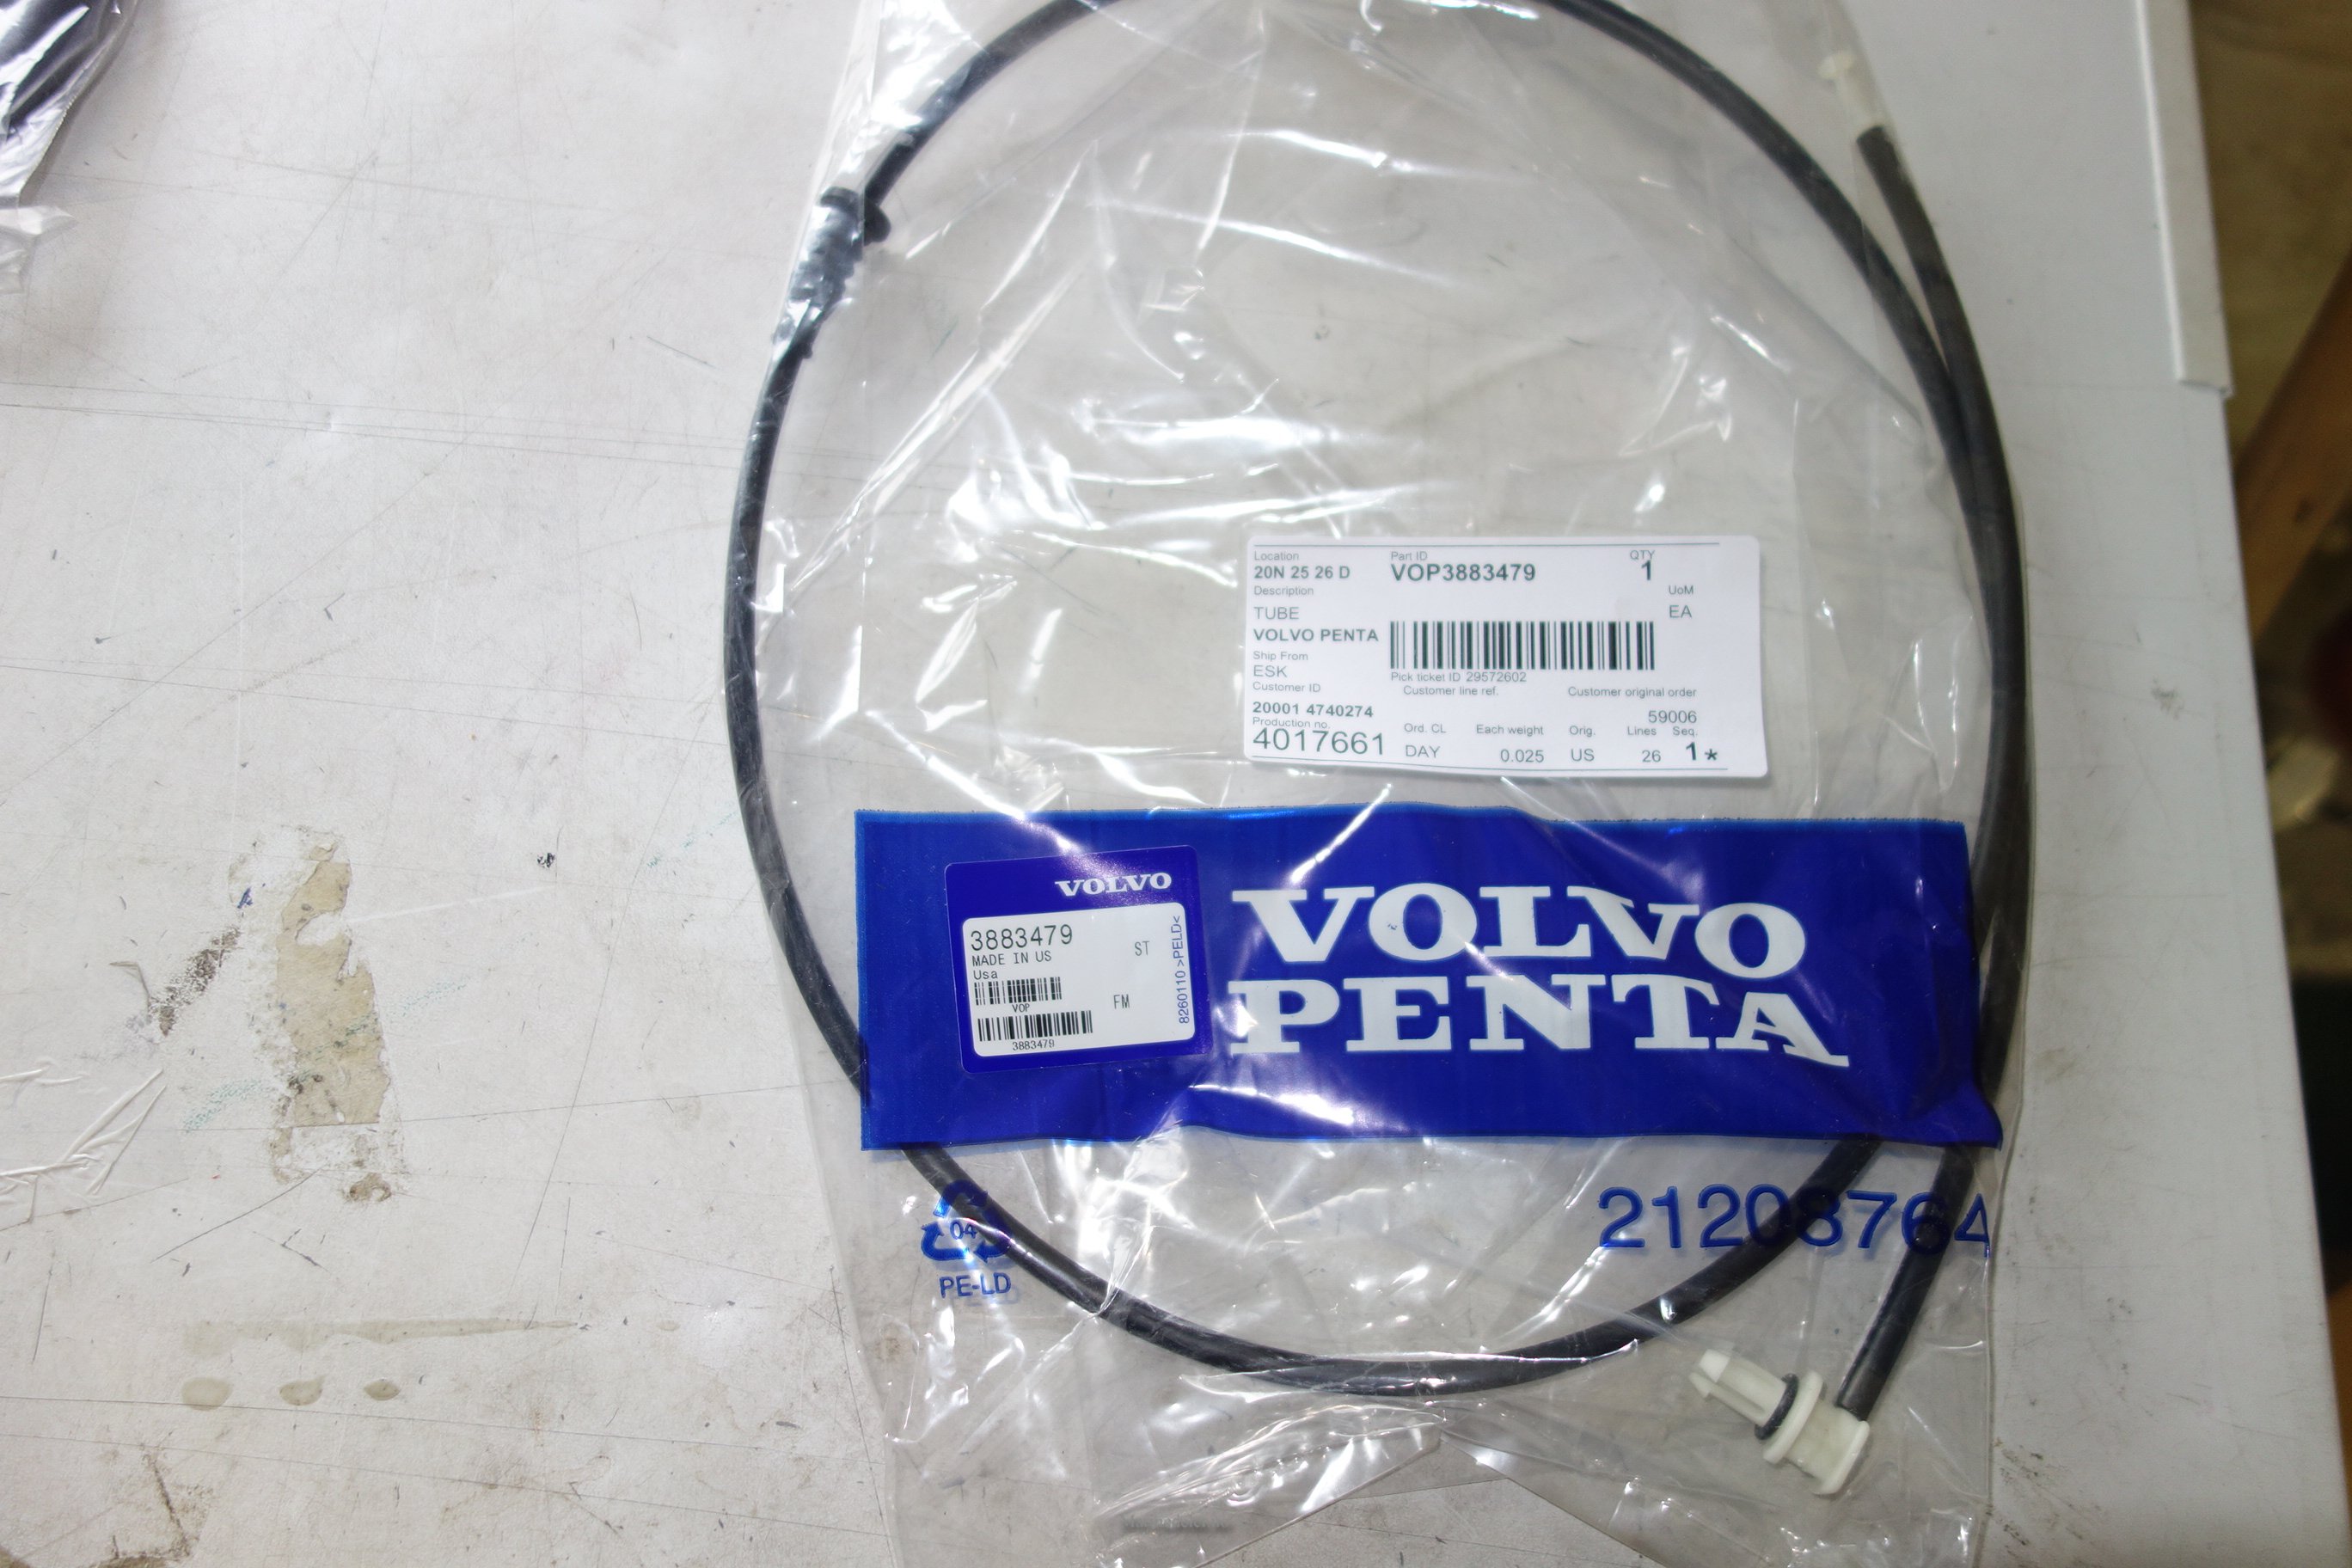 Location Part ID QTY
20N 25 26 D VOP3883479 1
Description UoM
TUBE EA
VOLVO PENTA
Ship From
ESK
Pick ticket ID 29572602
Customer ID Customer line ref. Customer original order
20001 4740274 59006
Production no. Ord. CL Each weight Orig. Lines Seq.
4017661 DAY 0.025 US 26 1*
VOLVO
3883479 ST
MADE IN US
Usa
VOP FM
3883479
8260110 >PELD<
VOLVO
PENTA
21208764
04
PE-LD